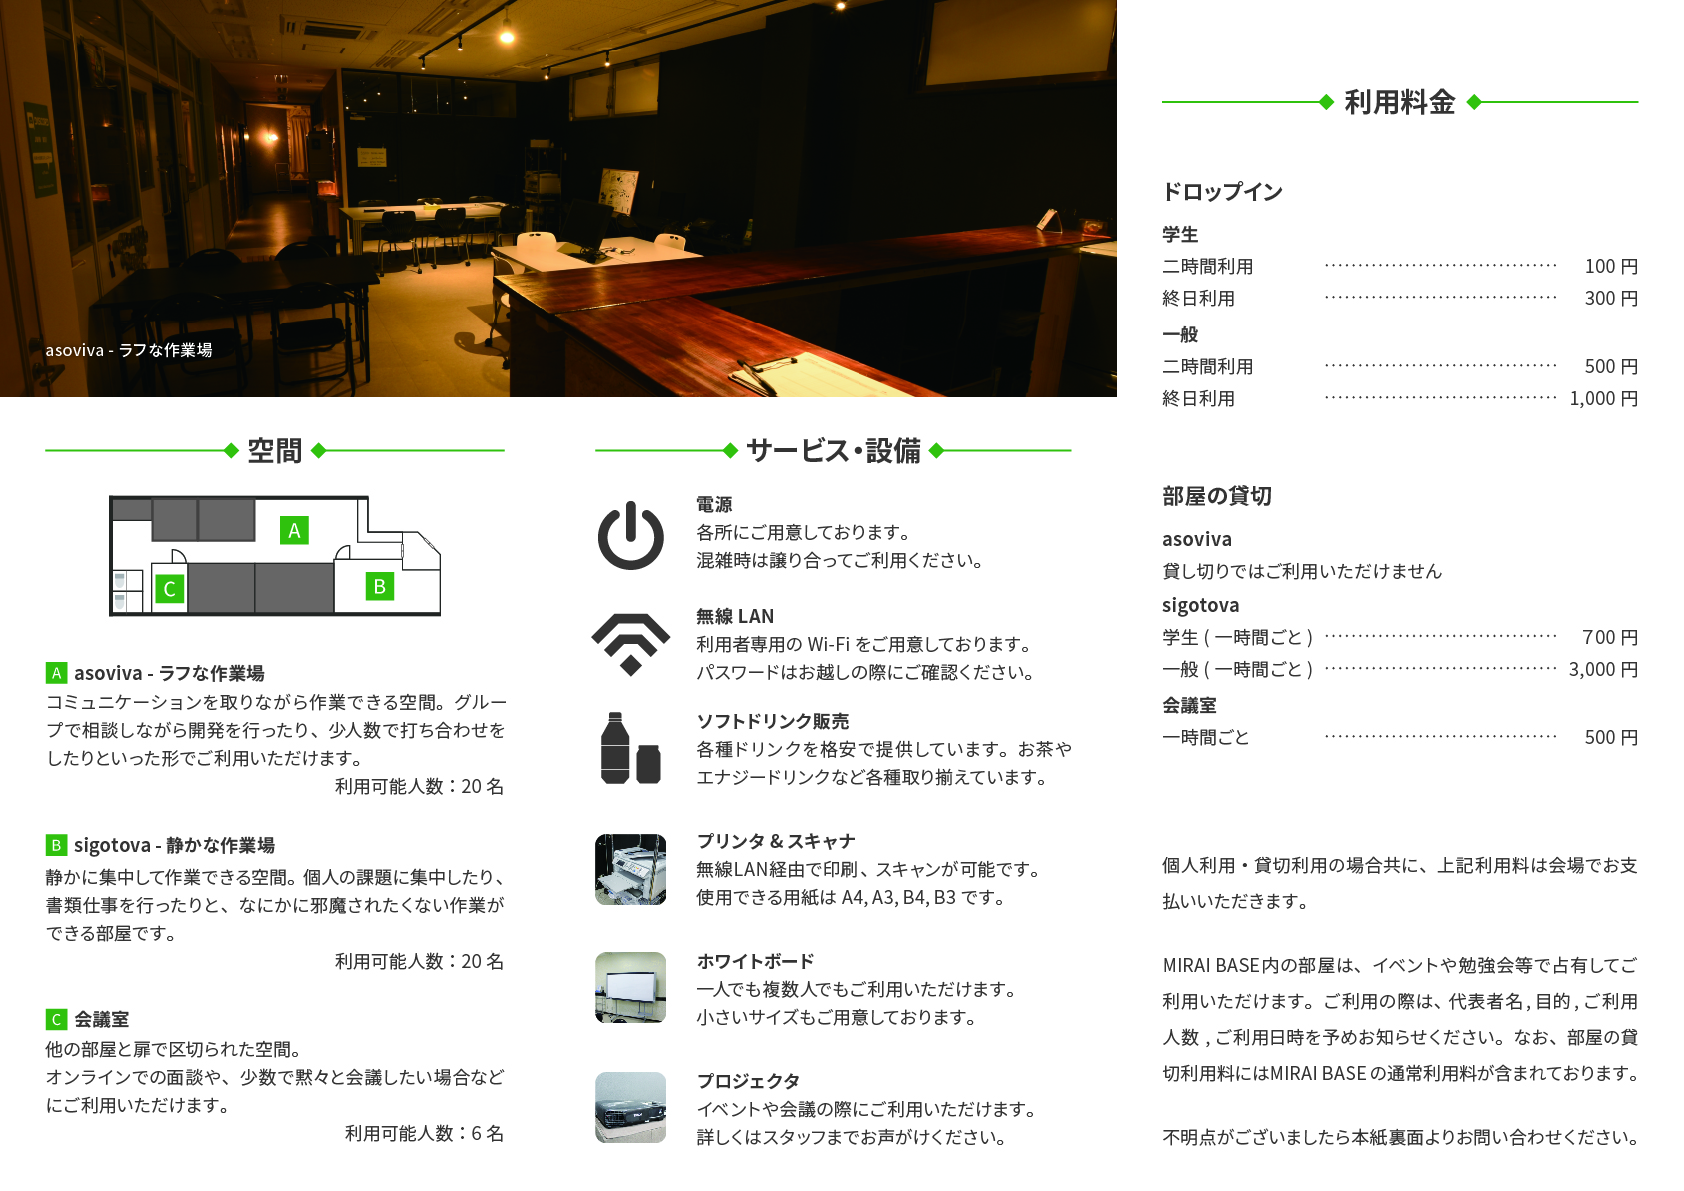 asoviva - ラフな作業場
空間
A
B
C
A asoviva - ラフな作業場
コミュニケーションを取りながら作業できる空間。グルー
プで相談しながら開発を行ったり、少人数で打ち合わせを
したりといった形でご利用いただけます。
利用可能人数：20 名
B sigotova - 静かな作業場
静かに集中して作業できる空間。個人の課題に集中したり、
書類仕事を行ったりと、なにかに邪魔されたくない作業が
できる部屋です。
利用可能人数：20 名
C 会議室
他の部屋と扉で区切られた空間。
オンラインでの面談や、少数で黙々と会議したい場合など
にご利用いただけます。
利用可能人数：6 名
サービス・設備
電源
各所にご用意しております。
混雑時は譲り合ってご利用ください。
無線 LAN
利用者専用の Wi-Fi をご用意しております。
パスワードはお越しの際にご確認ください。
ソフトドリンク販売
各種ドリンクを格安で提供しています。お茶や
エナジードリンクなど各種取り揃えています。
プリンタ & スキャナ
無線LAN経由で印刷、スキャンが可能です。
使用できる用紙は A4, A3, B4, B3 です。
ホワイトボード
一人でも複数人でもご利用いただけます。
小さいサイズもご用意しております。
プロジェクタ
イベントや会議の際にご利用いただけます。
詳しくはスタッフまでお声がけください。
利用料金
ドロップイン
学生
二時間利用 ………………………………… 100 円
終日利用 ………………………………… 300 円
一般
二時間利用 ………………………………… 500 円
終日利用 ………………………………… 1,000 円
部屋の貸切
asoviva
貸し切りではご利用いただけません
sigotova
学生 ( 一時間ごと ) ………………………………… 700 円
一般 ( 一時間ごと ) ………………………………… 3,000 円
会議室
一時間ごと ………………………………… 500 円
個人利用・貸切利用の場合共に、上記利用料は会場でお支
払いいただきます。
MIRAI BASE内の部屋は、イベントや勉強会等で占有してご
利用いただけます。ご利用の際は、代表者名 , 目的 , ご利用
人数 , ご利用日時を予めお知らせください。なお、部屋の貸
切利用料にはMIRAI BASEの通常利用料が含まれております。
不明点がございましたら本紙裏面よりお問い合わせください。